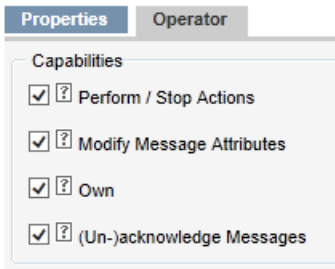 Properties Operator
Capabilities
? Perform / Stop Actions
? Modify Message Attributes
? Own
? (Un-)acknowledge Messages